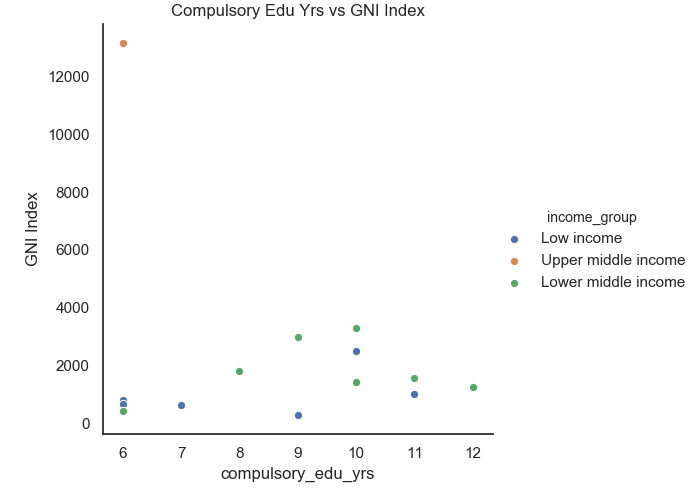 Compulsory Edu Yrs vs GNI Index
12000
10000
8000
6000
4000
2000
0
GNI Index
6 7 8 9 10 11 12
compulsory_edu_yrs
income_group
Low income
Upper middle income
Lower middle income